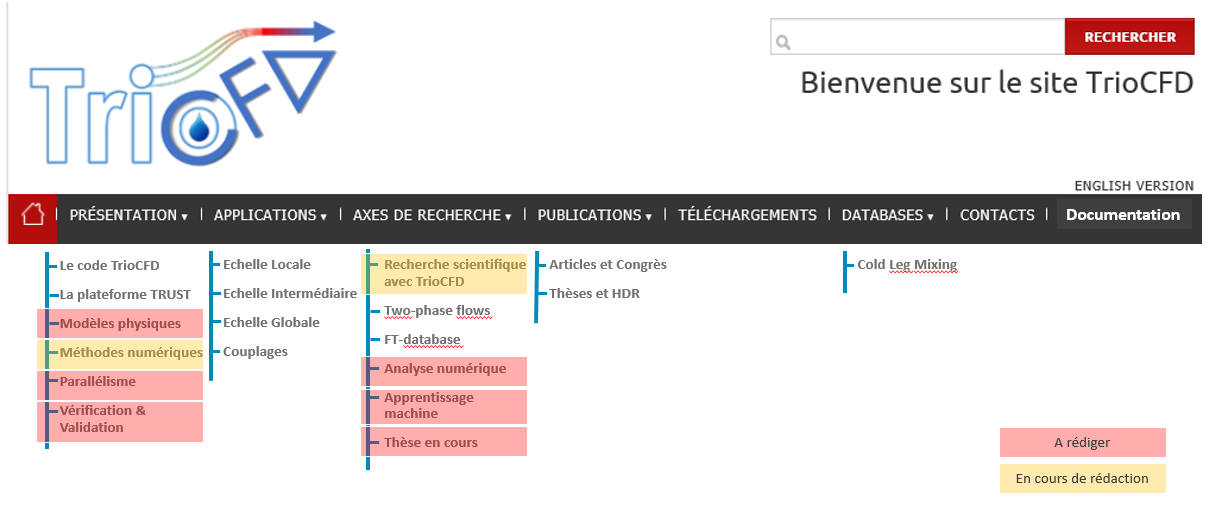 TrioCFD
RECHERCHER
Bienvenue sur le site TrioCFD
ENGLISH VERSION
PRÉSENTATION ▾ | APPLICATIONS ▾ | AXES DE RECHERCHE ▾ | PUBLICATIONS ▾ | TÉLÉCHARGEMENTS | DATABASES ▾ | CONTACTS | Documentation
Le code TrioCFD
La plateforme TRUST
Modèles physiques
Méthodes numériques
Parallélisme
Vérification &
Validation
Echelle Locale
Echelle Intermédiaire
Echelle Globale
Couplages
Recherche scientifique
avec TrioCFD
Two-phase flows
FT-database
Analyse numérique
Apprentissage
machine
Thèse en cours
Articles et Congrès
Thèses et HDR
Cold Leg Mixing
A rédiger
En cours de rédaction